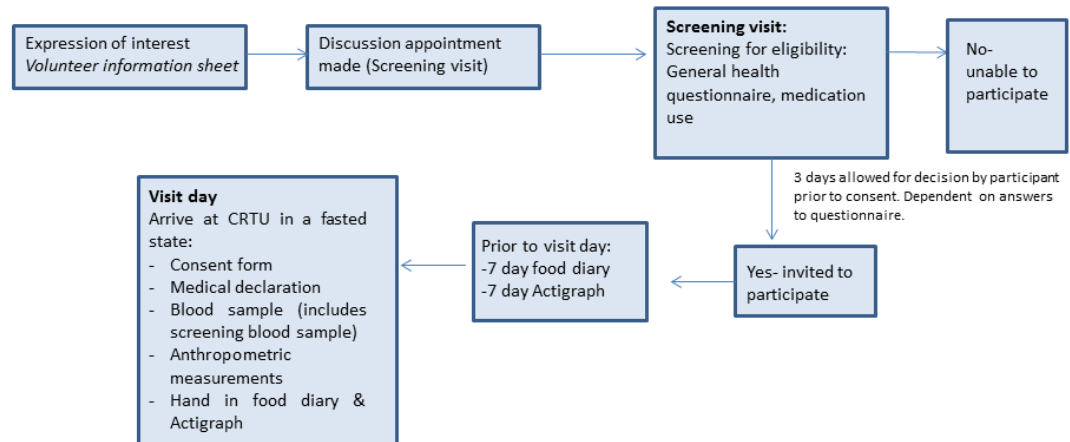 Expression of interest
Volunteer information sheet
Discussion appointment
made (Screening visit)
Screening visit:
Screening for eligibility:
General health
questionnaire, medication
use
No-
unable to
participate
3 days allowed for decision by participant
prior to consent. Dependent on answers
to questionnaire.
Yes- invited to
participate
Prior to visit day:
-7 day food diary
-7 day Actigraph
Visit day
Arrive at CRTU in a fasted
state:
- Consent form
- Medical declaration
- Blood sample (includes
screening blood sample)
- Anthropometric
measurements
- Hand in food diary &
Actigraph